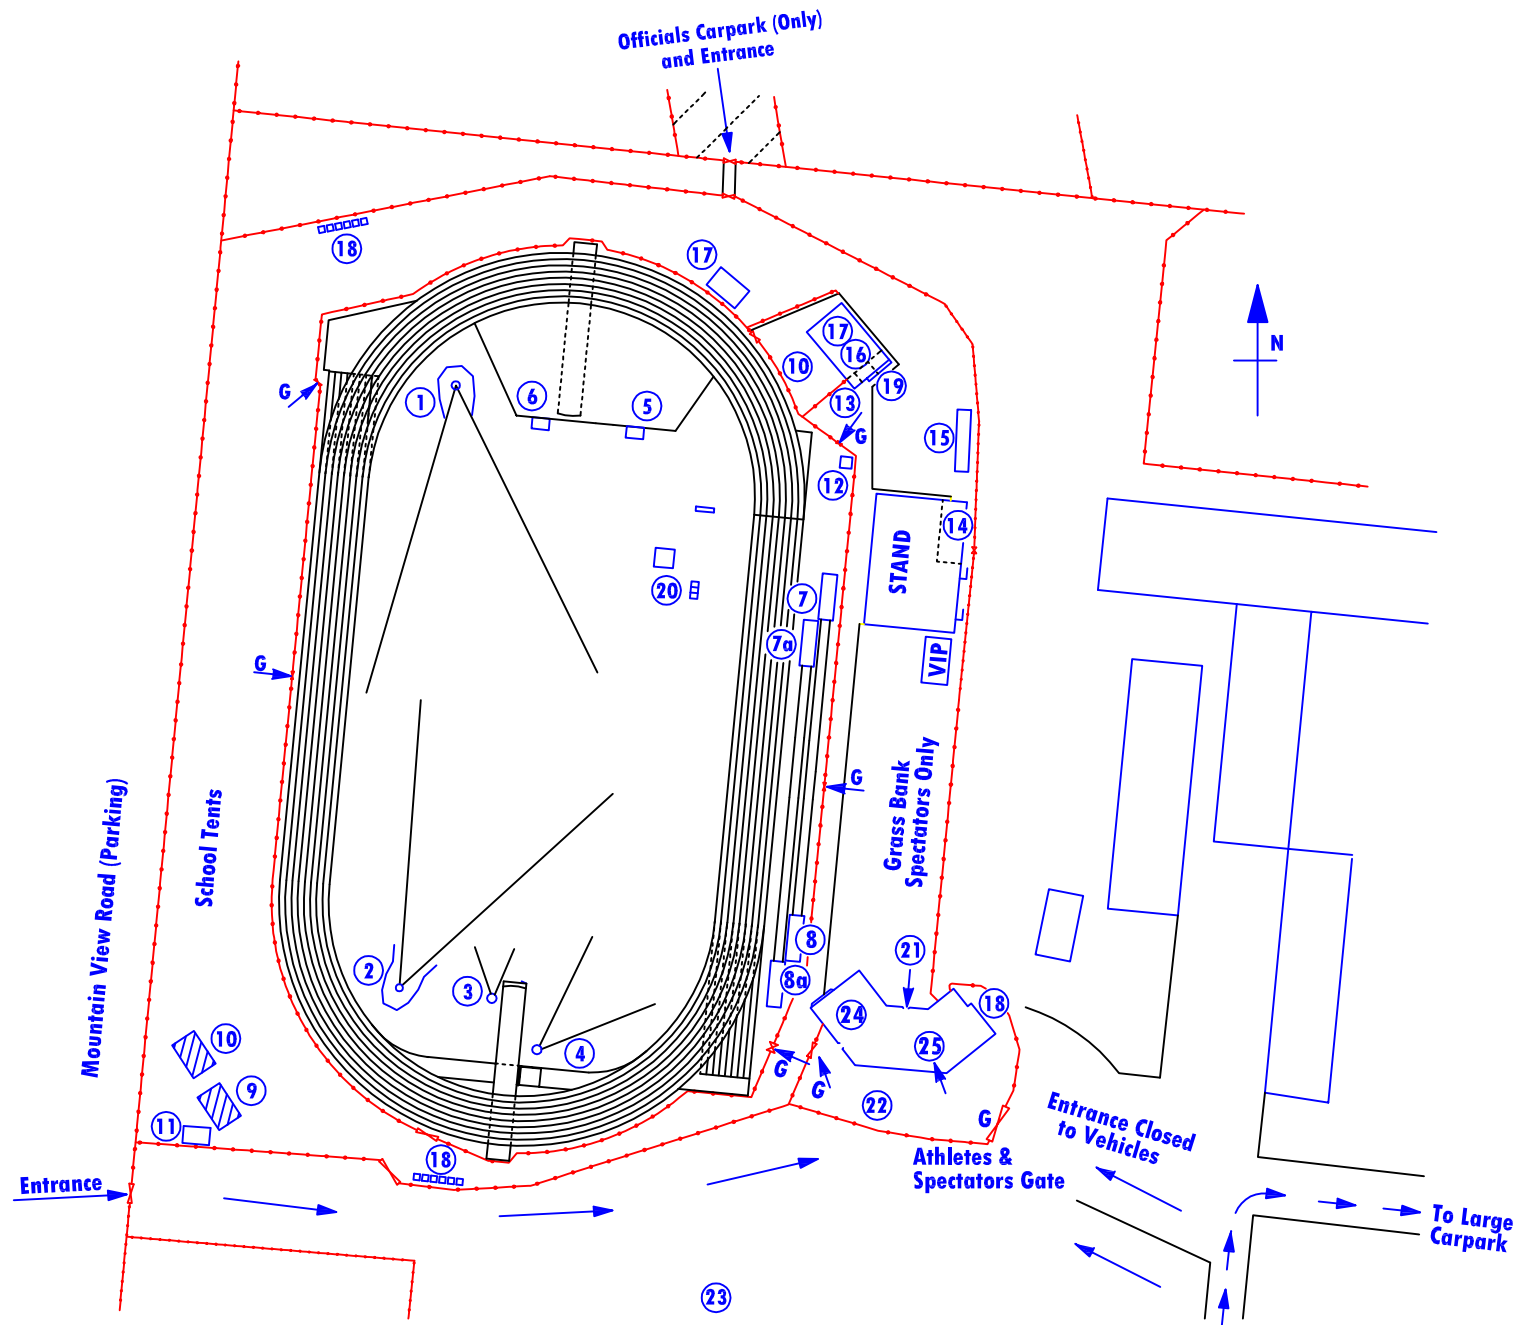 Officials Carpark (Only)
and Entrance
18
17
17
16
10
19
13
G
N
G
1
6
5
15
12
14
STAND
20
7
7a
VIP
G
G
Grass Bank
Spectators Only
Mountain View Road (Parking)
School Tents
2
3
4
8
8a
21
18
24
25
G
G
22
G
10
9
11
18
Entrance
Athletes &
Spectators Gate
Entrance Closed
to Vehicles
To Large
Carpark
23